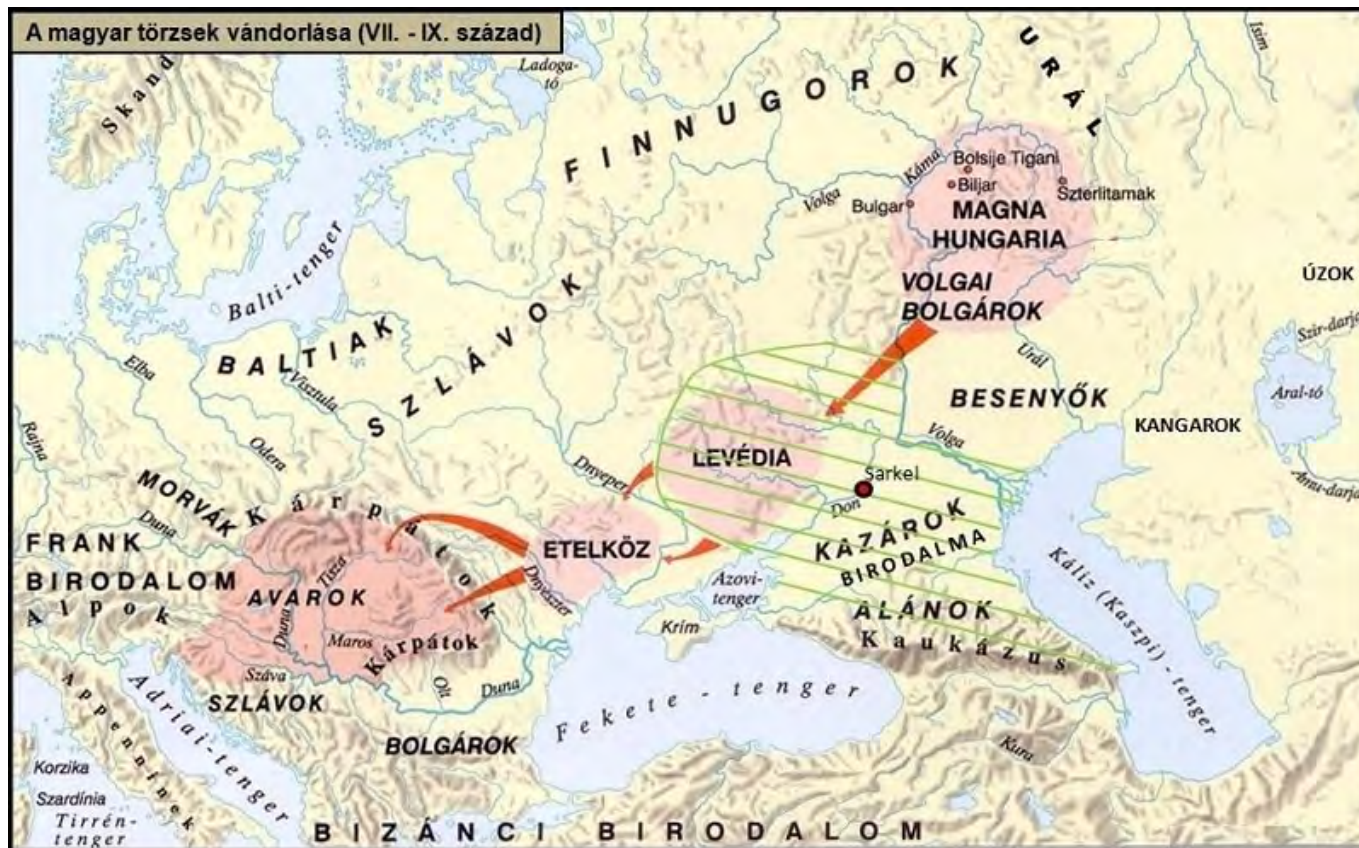 A magyar törzsek vándorlása (VII. - IX. század)
Skand
Ladoga-tó
FINNUGOROK
URÁL
Isim
Káma
Bolsije Tigani
Biljar
Szterlitamak
Volga
Bulgar
MAGNA
HUNGARIA
VOLGAI
BOLGÁROK
ÚZOK
Szir-darja
Balti-tenger
BALTIAK
SZLÁVOK
Urál
Elba
Visztula
BESENYŐK
Aral-tó
KANGAROK
Rajna
Odera
Volga
LEVÉDIA
Sarkel
Dnyeper
Don
Amu-darja
MORVÁK
Kárpátok
Duna
FRANK
BIRODALOM
Tisza
ETELKÖZ
KAZÁROK
BIRODALMA
Azovi-
tenger
Dnyeszter
Alpok
AVAROK
Duna
Maros
Kárpátok
Krím
ALÁNOK
Kaukázus
Káliz (Kaszpi) - tenger
Száva
Olt
Duna
SZLÁVOK
Adriai-tenger
Appenninek
Fekete - tenger
BOLGÁROK
Kura
Korzika
Szardínia
Tirrén-
tenger
BIZÁNCI BIRODALOM